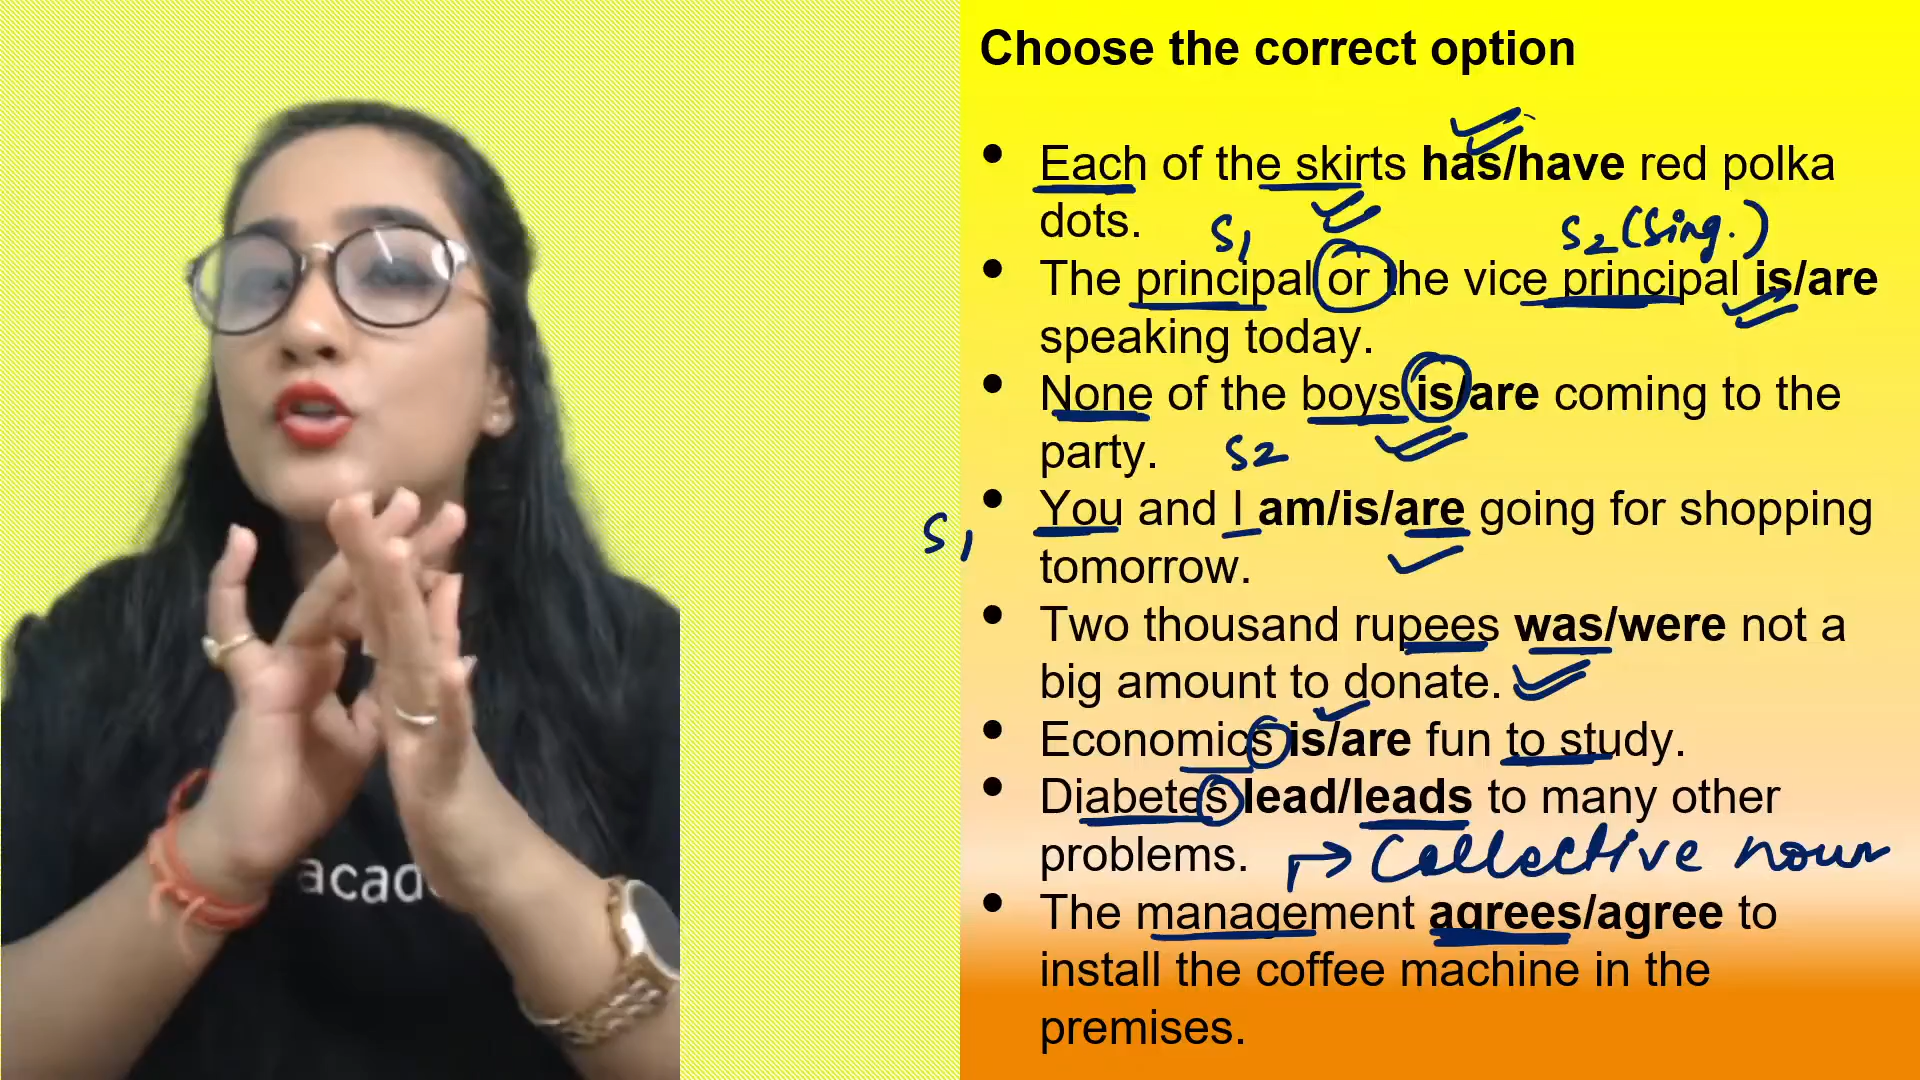 Choose the correct option
• Each of the skirts has/have red polka
dots.
S1
S2 (Sing.)
• The principal or the vice principal is/are
speaking today.
• None of the boys is/are coming to the
party.
S2
S1
• You and I am/is/are going for shopping
tomorrow.
• Two thousand rupees was/were not a
big amount to donate.
• Economics is/are fun to study.
• Diabetes lead/leads to many other
problems.
→ Collective noun
• The management agrees/agree to
install the coffee machine in the
premises.
acad